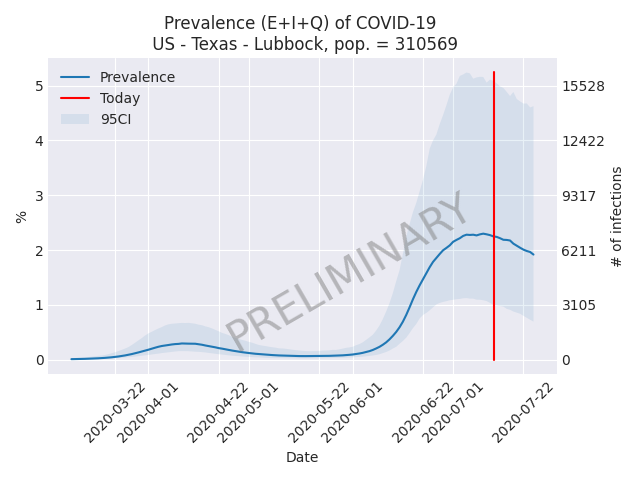 Prevalence (E+I+Q) of COVID-19
US - Texas - Lubbock, pop. = 310569
Prevalence
Today
95CI
PRELIMINARY
%
5
4
3
2
1
0
15528
12422
9317
6211
3105
0
# of infections
2020-03-22
2020-04-01
2020-04-22
2020-05-01
2020-05-22
2020-06-01
2020-06-22
2020-07-01
2020-07-22
Date